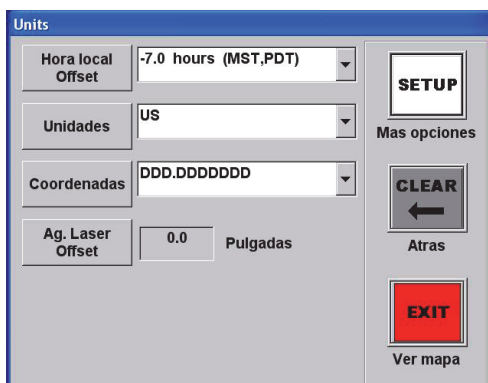 Units
Hora local
Offset
-7.0 hours (MST,PDT)
Unidades
US
Coordenadas
DDD.DDDDDDD
Ag. Laser
Offset
0.0
Pulgadas
SETUP
Mas opciones
CLEAR
Atras
EXIT
Ver mapa